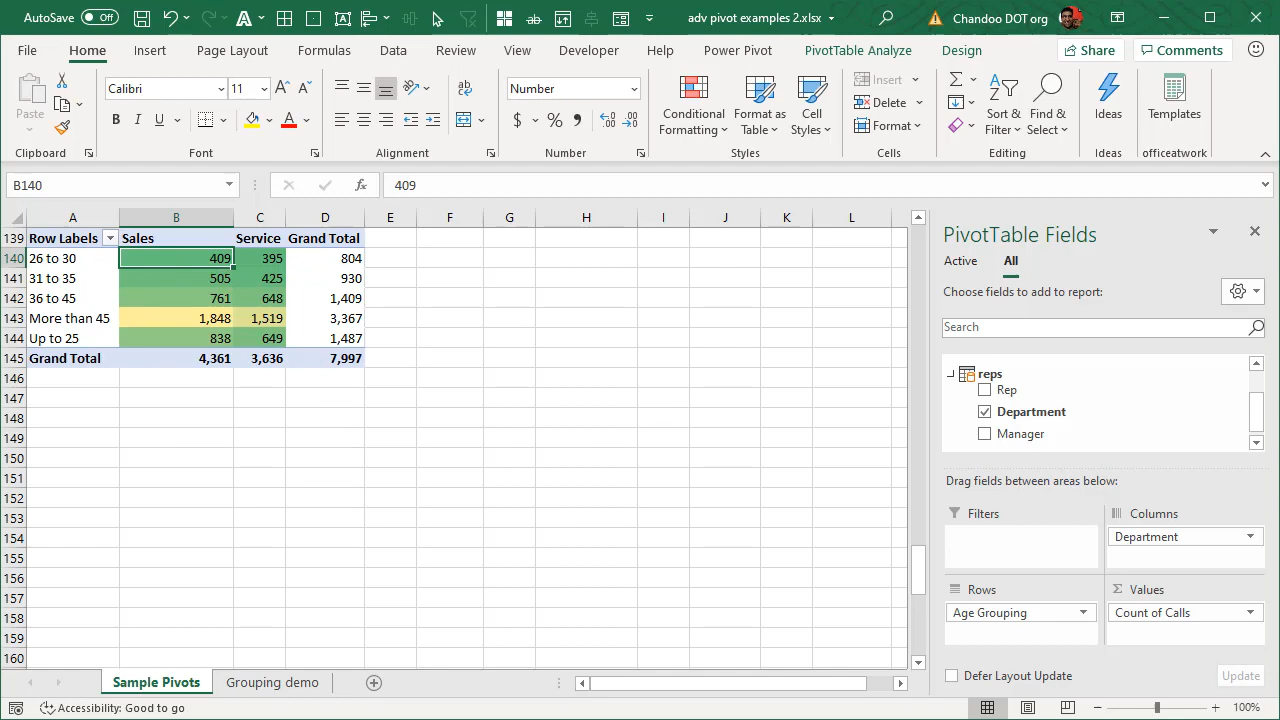 AutoSave Off adv pivot examples 2.xlsx Chandoo DOT org
File Home Insert Page Layout Formulas Data Review View Developer Help Power Pivot PivotTable Analyze Design Share Comments
Paste Calibri 11 Number Conditional Formatting Format as Table Cell Styles Insert Delete Format Sort & Filter Find & Select Ideas Templates
Clipboard Font Alignment Number Styles Cells Editing Ideas officeatwork
B140 fx 409
A B C D E F G H I J K L
139 Row Labels Sales Service Grand Total
140 26 to 30 409 395 804
141 31 to 35 505 425 930
142 36 to 45 761 648 1,409
143 More than 45 1,848 1,519 3,367
144 Up to 25 838 649 1,487
145 Grand Total 4,361 3,636 7,997
146
147
148
149
150
151
152
153
154
155
156
157
158
159
160
PivotTable Fields
Active All
Choose fields to add to report:
Search
reps
Rep
Department
Manager
Drag fields between areas below:
Filters Columns
Department
Rows Values
Age Grouping Count of Calls
Defer Layout Update Update
Sample Pivots Grouping demo
Accessibility: Good to go 100%